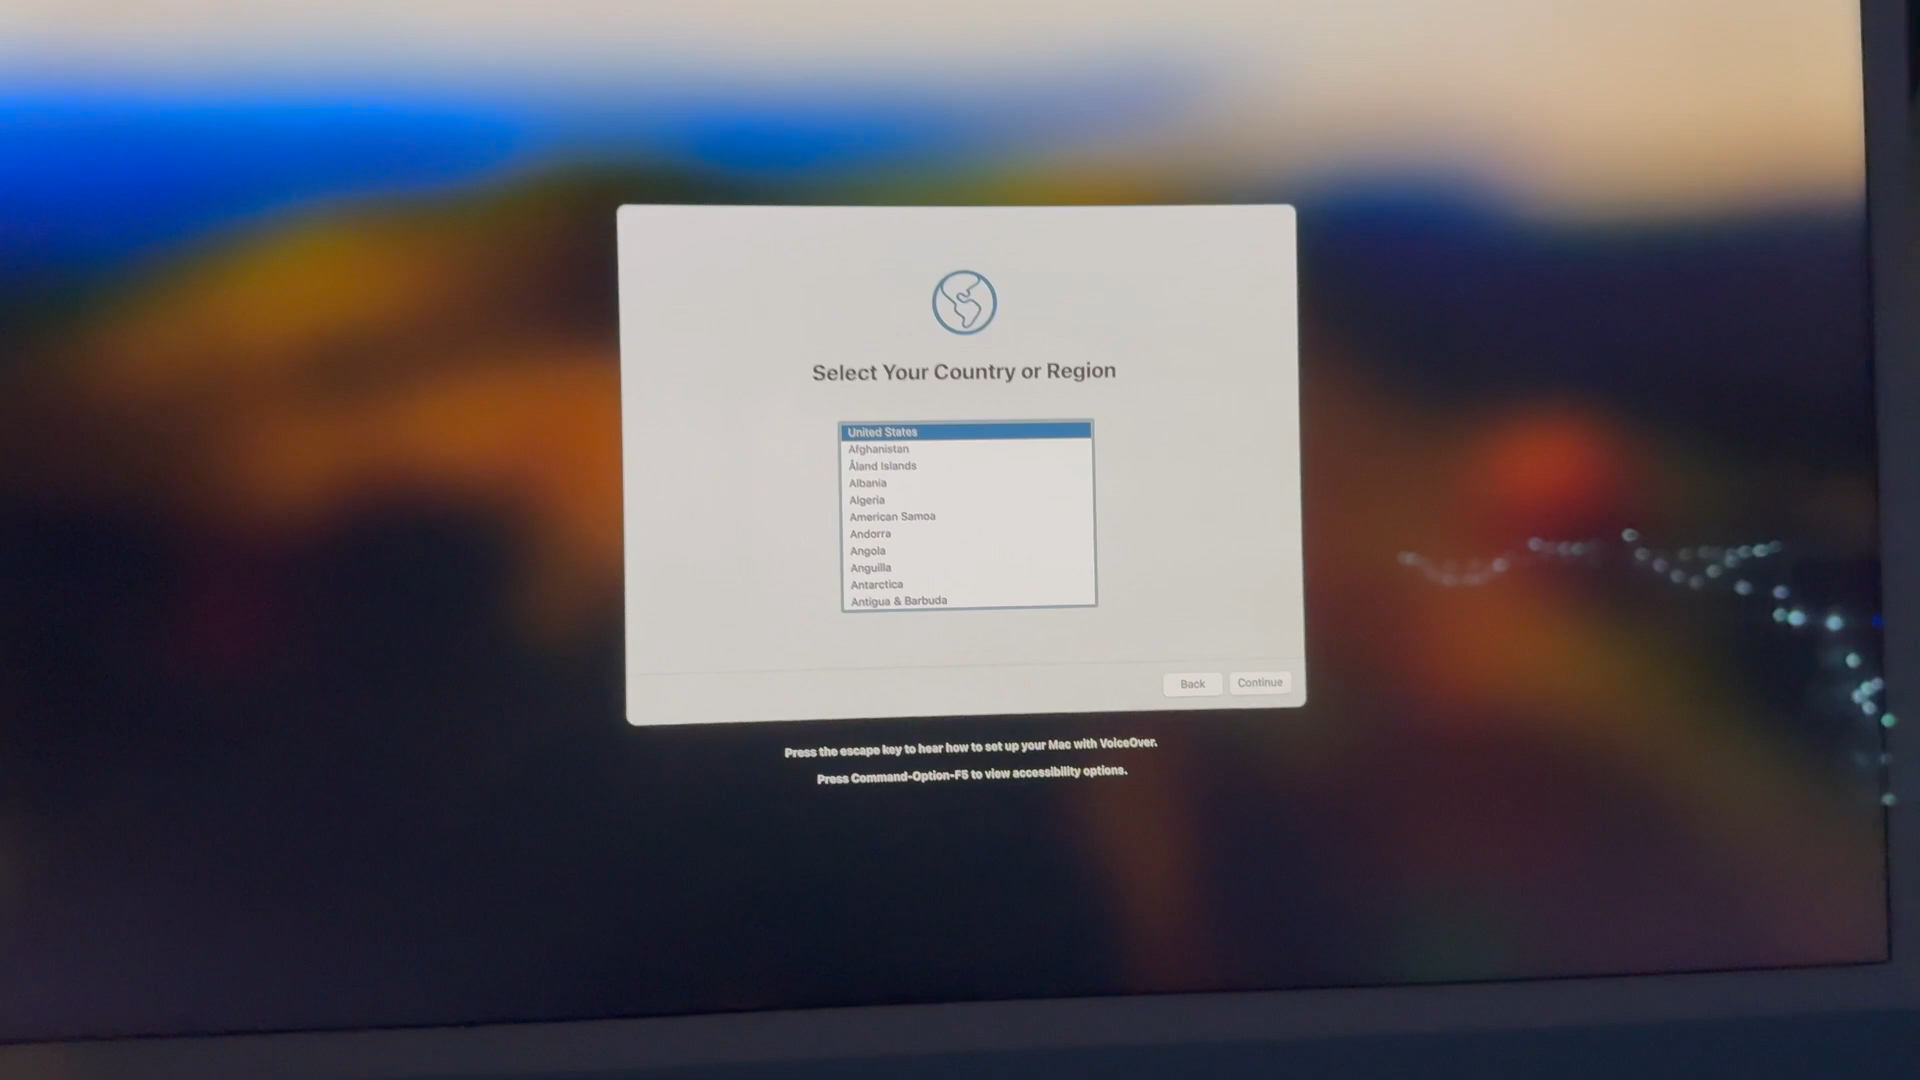 Select Your Country or Region
United States
Afghanistan
Åland Islands
Albania
Algeria
American Samoa
Andorra
Angola
Anguilla
Antarctica
Antigua & Barbuda
Back
Continue
Press the escape key to hear how to set up your Mac with VoiceOver.
Press Command-Option-F5 to view accessibility options.